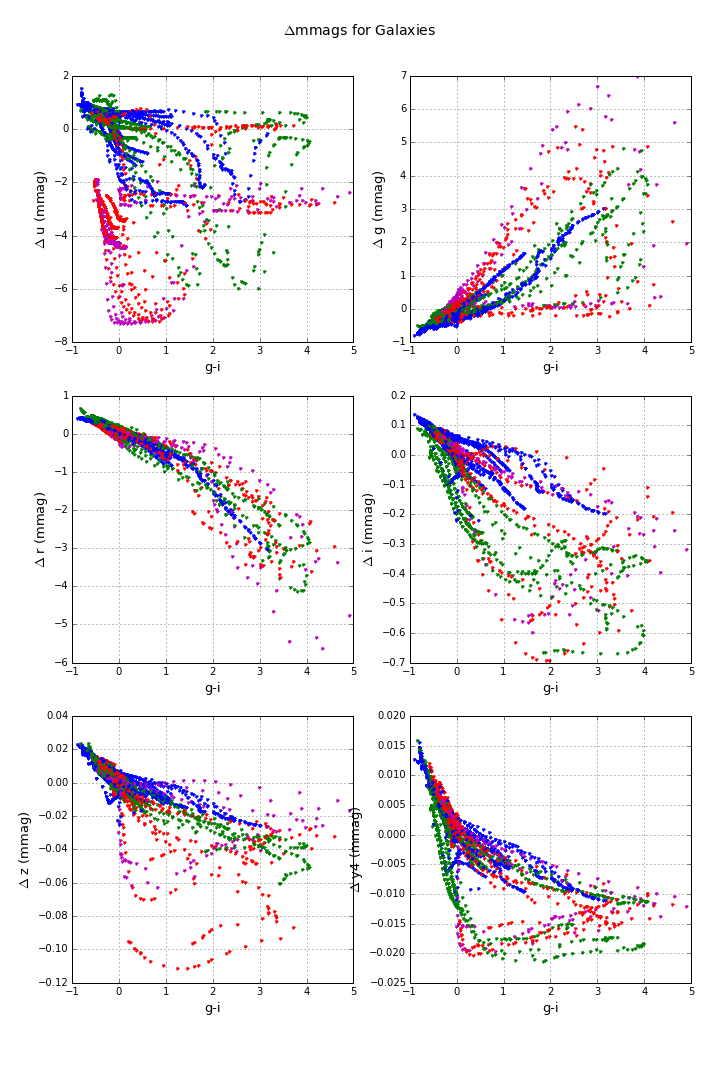 Δmmags for Galaxies
2
0
−2
−4
−6
−8
Δ u (mmag)
−1 0 1 2 3 4 5
g-i
7
6
5
4
3
2
1
0
−1
Δ g (mmag)
−1 0 1 2 3 4 5
g-i
1
0
−1
−2
−3
−4
−5
−6
Δ r (mmag)
−1 0 1 2 3 4 5
g-i
0.2
0.1
0.0
−0.1
−0.2
−0.3
−0.4
−0.5
−0.6
−0.7
Δ i (mmag)
−1 0 1 2 3 4 5
g-i
0.04
0.02
0.00
−0.02
−0.04
−0.06
−0.08
−0.10
−0.12
Δ z (mmag)
−1 0 1 2 3 4 5
g-i
0.020
0.015
0.010
0.005
0.000
−0.005
−0.010
−0.015
−0.020
−0.025
Δ y4 (mmag)
−1 0 1 2 3 4 5
g-i